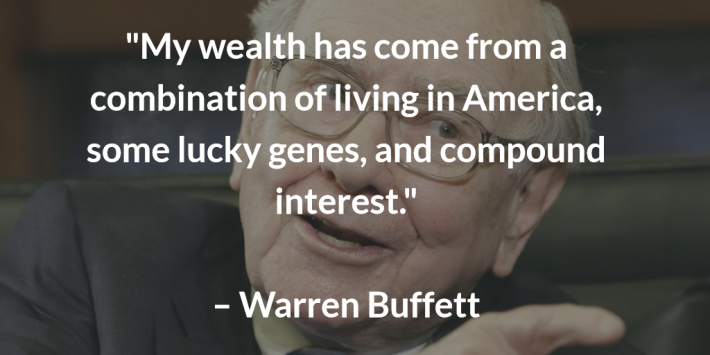 "My wealth has come from a
combination of living in America,
some lucky genes, and compound
interest."
– Warren Buffett